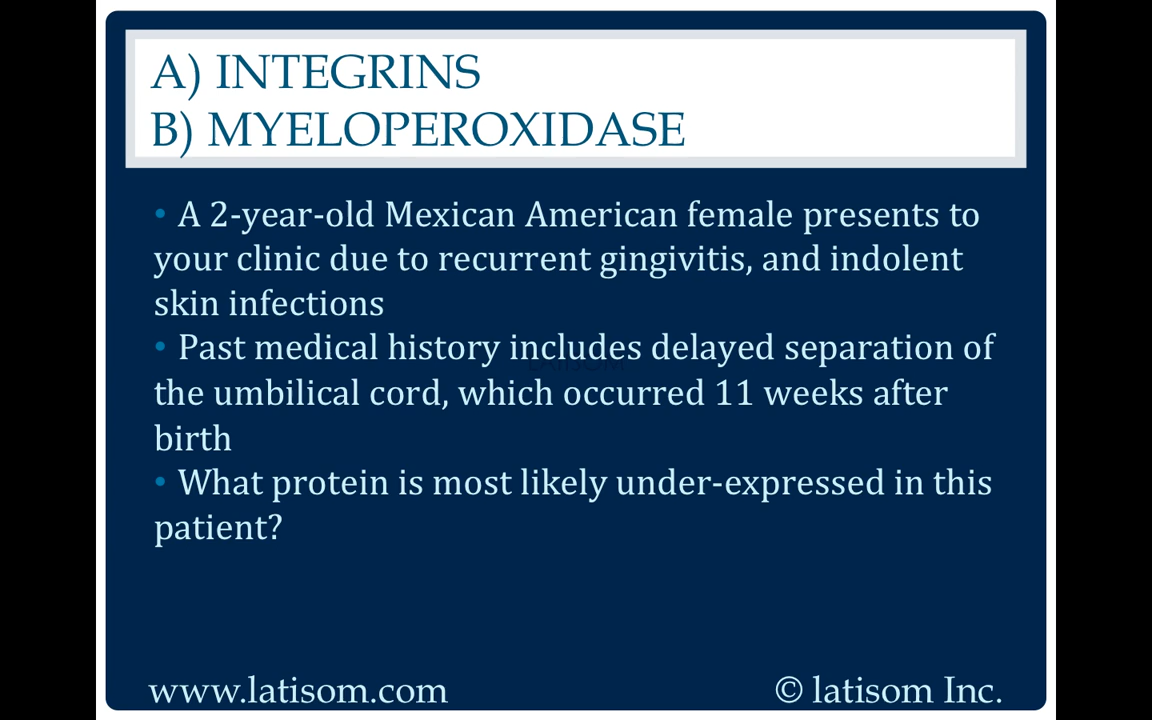 A) INTEGRINS
B) MYELOPEROXIDASE
• A 2-year-old Mexican American female presents to
your clinic due to recurrent gingivitis, and indolent
skin infections
• Past medical history includes delayed separation of
the umbilical cord, which occurred 11 weeks after
birth
• What protein is most likely under-expressed in this
patient?
www.latisom.com
© latisom Inc.